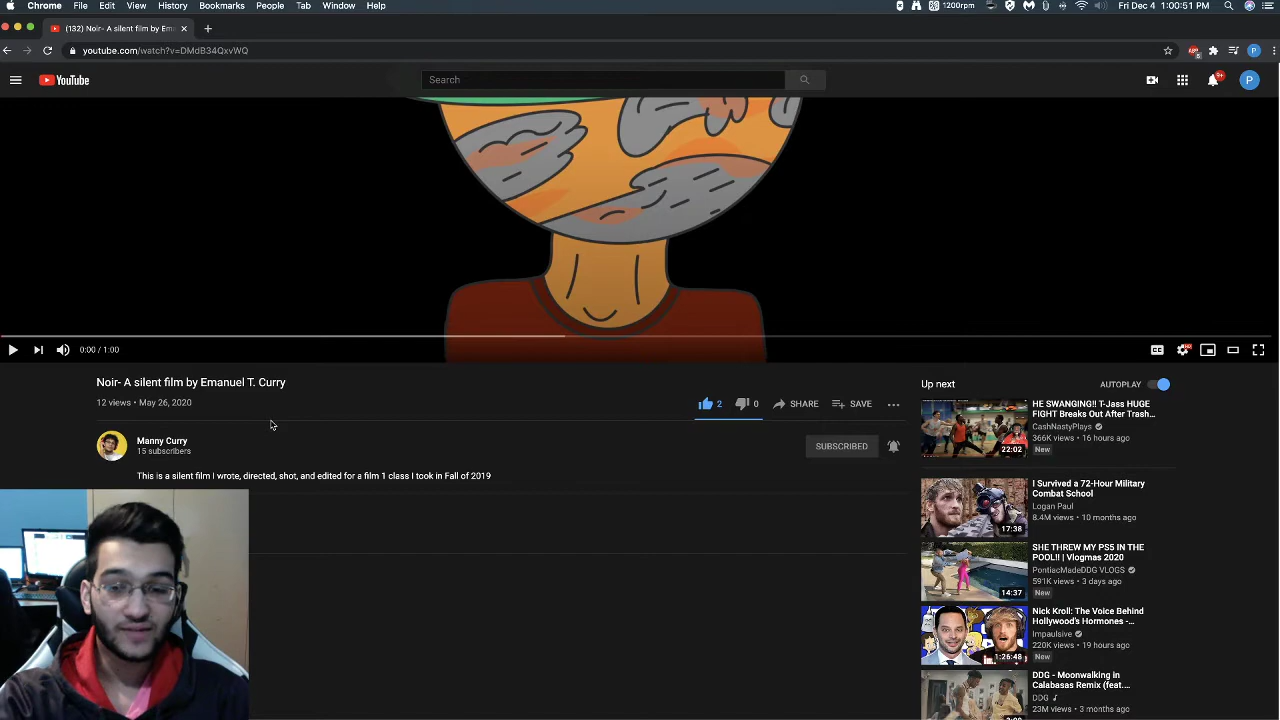 Chrome File Edit View History Bookmarks People Tab Window Help 1200rpm Fri Dec 4 1:00:51 PM
(132) Noir- A silent film by Ema
youtube.com/watch?v=DMdB34QxvWQ
YouTube Search 9+ P
0:00 / 1:00
Noir- A silent film by Emanuel T. Curry
12 views • May 26, 2020
2 0 SHARE SAVE ...
Manny Curry
15 subscribers
SUBSCRIBED
This is a silent film I wrote, directed, shot, and edited for a film 1 class I took in Fall of 2019
Up next AUTOPLAY
HE SWANGING!! T-Jass HUGE
FIGHT Breaks Out After Trash...
CashNastyPlays
366K views • 16 hours ago
New
22:02
I Survived a 72-Hour Military
Combat School
Logan Paul
8.4M views • 10 months ago
17:38
SHE THREW MY PS5 IN THE
POOL!! | Vlogmas 2020
PontiacMadeDDG VLOGS
591K views • 3 days ago
New
14:37
Nick Kroll: The Voice Behind
Hollywood's Hormones -...
Impaulsive
220K views • 19 hours ago
New
1:26:48
DDG - Moonwalking in
Calabasas Remix (feat....
DDG
23M views • 3 months ago